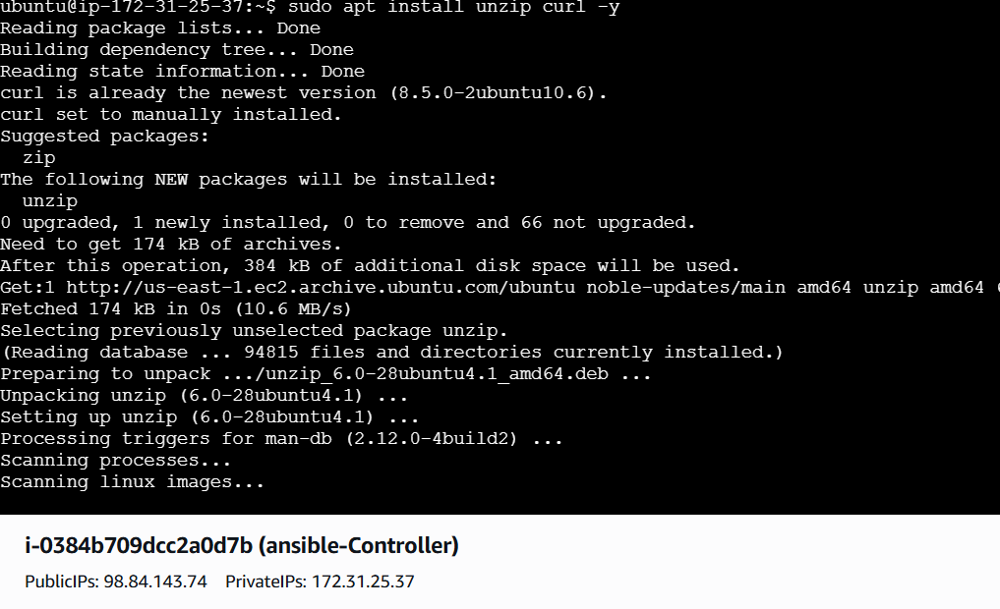 ubuntu@ip-172-31-25-37:~$ sudo apt install unzip curl -y
Reading package lists... Done
Building dependency tree... Done
Reading state information... Done
curl is already the newest version (8.5.0-2ubuntu10.6).
curl set to manually installed.
Suggested packages:
  zip
The following NEW packages will be installed:
  unzip
0 upgraded, 1 newly installed, 0 to remove and 66 not upgraded.
Need to get 174 kB of archives.
After this operation, 384 kB of additional disk space will be used.
Get:1 http://us-east-1.ec2.archive.ubuntu.com/ubuntu noble-updates/main amd64 unzip amd64
Fetched 174 kB in 0s (10.6 MB/s)
Selecting previously unselected package unzip.
(Reading database ... 94815 files and directories currently installed.)
Preparing to unpack .../unzip_6.0-28ubuntu4.1_amd64.deb ...
Unpacking unzip (6.0-28ubuntu4.1) ...
Setting up unzip (6.0-28ubuntu4.1) ...
Processing triggers for man-db (2.12.0-4build2) ...
Scanning processes...
Scanning linux images...
i-0384b709dcc2a0d7b (ansible-Controller)
PublicIPs: 98.84.143.74 PrivateIPs: 172.31.25.37